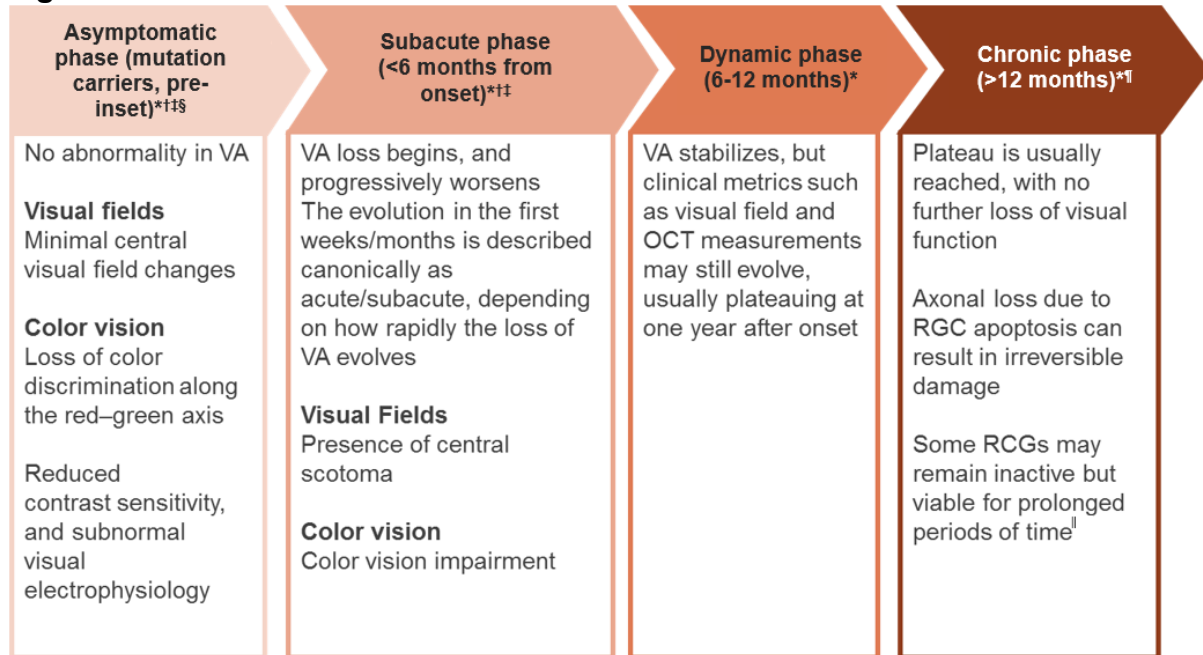 Asymptomatic
phase (mutation
carriers, pre-
inset)*†‡§
No abnormality in VA
Visual fields
Minimal central
visual field changes
Color vision
Loss of color
discrimination along
the red–green axis
Reduced
contrast sensitivity,
and subnormal
visual
electrophysiology
Subacute phase
(<6 months from
onset)*†‡
VA loss begins, and
progressively worsens
The evolution in the first
weeks/months is described
canonically as
acute/subacute, depending
on how rapidly the loss of
VA evolves
Visual Fields
Presence of central
scotoma
Color vision
Color vision impairment
Dynamic phase
(6-12 months)*
VA stabilizes, but
clinical metrics such
as visual field and
OCT measurements
may still evolve,
usually plateauing at
one year after onset
Chronic phase
(>12 months)*¶
Plateau is usually
reached, with no
further loss of visual
function
Axonal loss due to
RGC apoptosis can
result in irreversible
damage
Some RCGs may
remain inactive but
viable for prolonged
periods of time‖